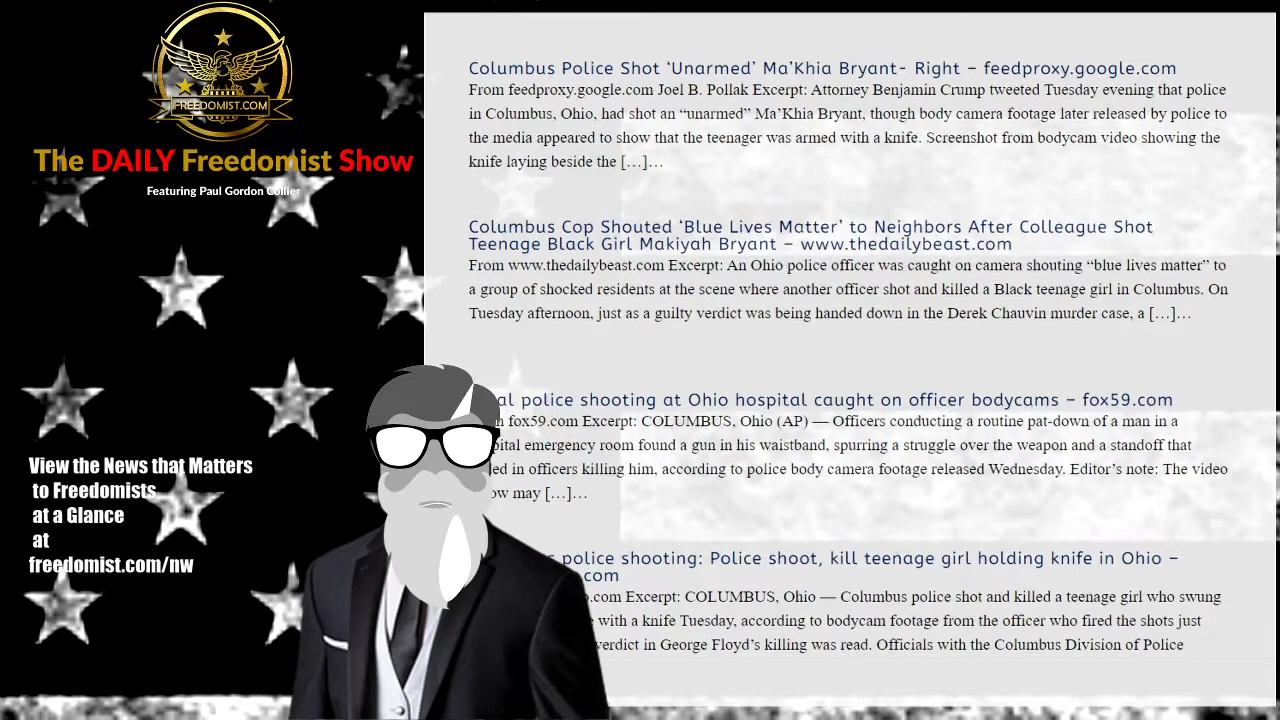 FREEDOMIST.COM
The DAILY Freedomist Show
Featuring Paul Gordon Collier
View the News that Matters
to Freedomists
at a Glance
at
freedomist.com/nw
Columbus Police Shot ‘Unarmed’ Ma’Khia Bryant- Right – feedproxy.google.com
From feedproxy.google.com Joel B. Pollak Excerpt: Attorney Benjamin Crump tweeted Tuesday evening that police
in Columbus, Ohio, had shot an “unarmed” Ma’Khia Bryant, though body camera footage later released by police to
the media appeared to show that the teenager was armed with a knife. Screenshot from bodycam video showing the
knife laying beside the […]…
Columbus Cop Shouted ‘Blue Lives Matter’ to Neighbors After Colleague Shot
Teenage Black Girl Makiyah Bryant – www.thedailybeast.com
From www.thedailybeast.com Excerpt: An Ohio police officer was caught on camera shouting “blue lives matter” to
a group of shocked residents at the scene where another officer shot and killed a Black teenage girl in Columbus. On
Tuesday afternoon, just as a guilty verdict was being handed down in the Derek Chauvin murder case, a […]…
police shooting at Ohio hospital caught on officer bodycams – fox59.com
fox59.com Excerpt: COLUMBUS, Ohio (AP) — Officers conducting a routine pat-down of a man in a
emergency room found a gun in his waistband, spurring a struggle over the weapon and a standoff that
in officers killing him, according to police body camera footage released Wednesday. Editor’s note: The video
may […]…
police shooting: Police shoot, kill teenage girl holding knife in Ohio –
com
.com Excerpt: COLUMBUS, Ohio — Columbus police shot and killed a teenage girl who swung
with a knife Tuesday, according to bodycam footage from the officer who fired the shots just
verdict in George Floyd’s killing was read. Officials with the Columbus Division of Police